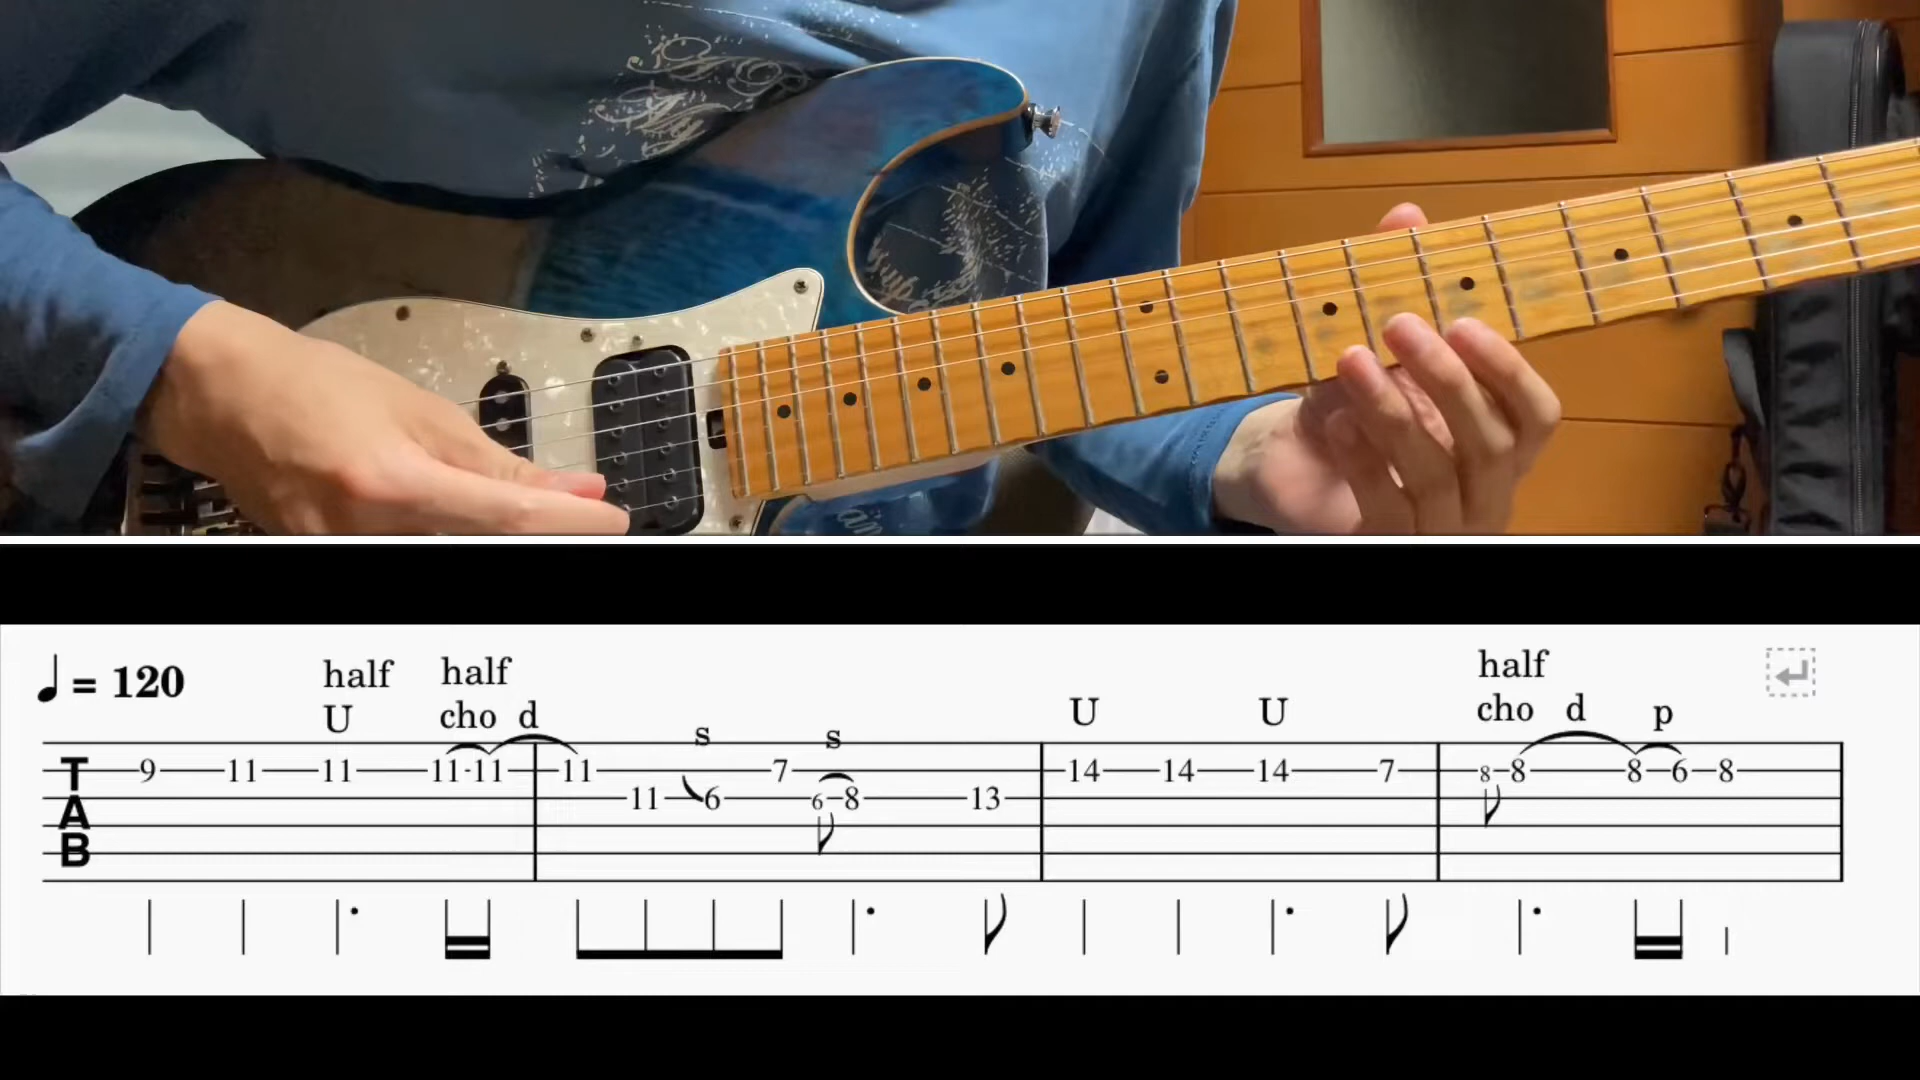 ♩ = 120
half half half
U cho d s s U U cho d p
T 9 11 11 11 11 11 7 14 14 14 7 8 8 8 6 8
A 11 6 6 8 13
B